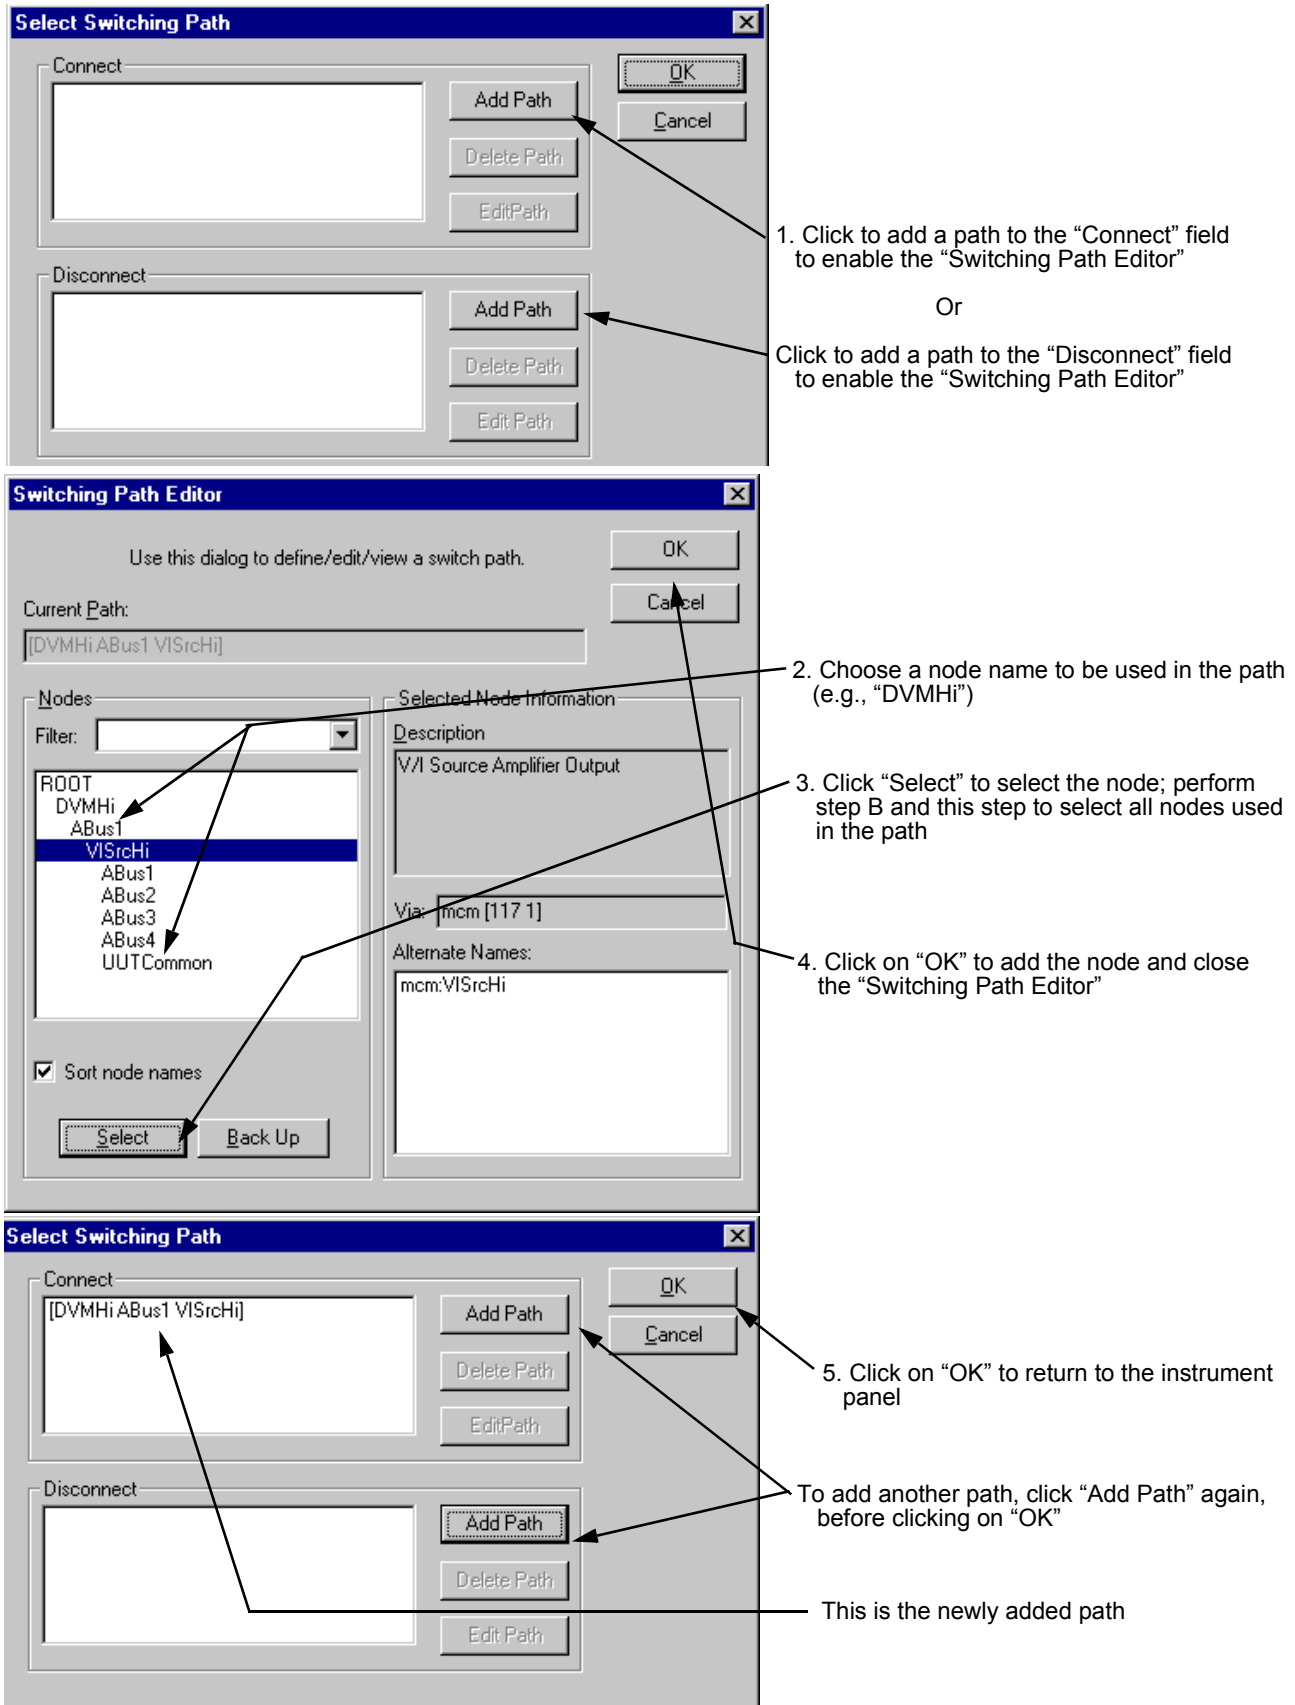 Select Switching Path
Connect
OK
Add Path
Cancel
Delete Path
EditPath
1. Click to add a path to the “Connect” field
to enable the “Switching Path Editor”
Disconnect
Add Path
Or
Delete Path
Click to add a path to the “Disconnect” field
to enable the “Switching Path Editor”
Edit Path
Switching Path Editor
Use this dialog to define/edit/view a switch path.
OK
Cancel
Current Path:
[DVMHi ABus1 VISrcHi]
2. Choose a node name to be used in the path
(e.g., “DVMHi”)
Nodes
Filter:
ROOT
DVMHi
ABus1
VISrcHi
ABus1
ABus2
ABus3
ABus4
UUTCommon
Sort node names
Select
Back Up
Selected Node Information
Description
V/I Source Amplifier Output
Via:
mcm [117 1]
Alternate Names:
mcm:VISrcHi
3. Click “Select” to select the node; perform
step B and this step to select all nodes used
in the path
4. Click on “OK” to add the node and close
the “Switching Path Editor”
Select Switching Path
Connect
[DVMHi ABus1 VISrcHi]
OK
Add Path
Cancel
Delete Path
EditPath
5. Click on “OK” to return to the instrument
panel
Disconnect
Add Path
Delete Path
Edit Path
To add another path, click “Add Path” again,
before clicking on “OK”
This is the newly added path